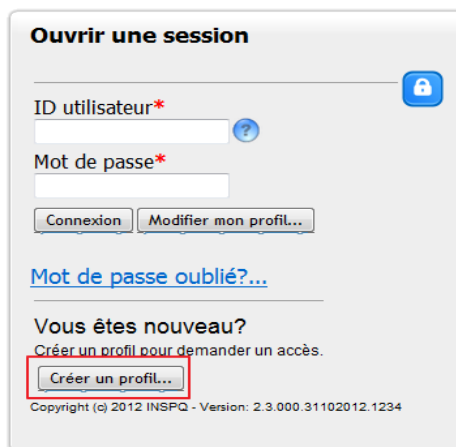 Ouvrir une session
ID utilisateur*
?
Mot de passe*
Connexion Modifier mon profil...
Mot de passe oublié?...
Vous êtes nouveau?
Créer un profil pour demander un accès.
Créer un profil...
Copyright (c) 2012 INSPQ - Version: 2.3.000.31102012.1234